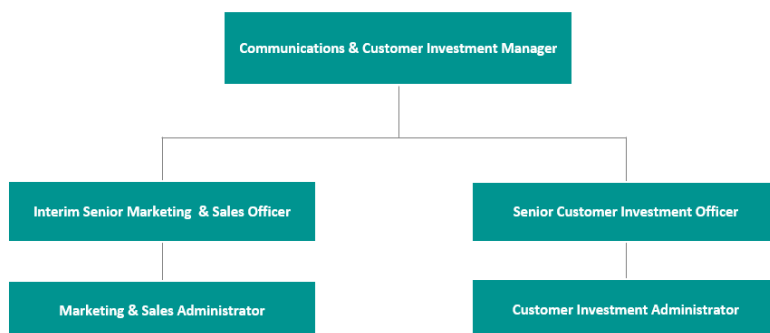 Communications & Customer Investment Manager
Interim Senior Marketing & Sales Officer
Senior Customer Investment Officer
Marketing & Sales Administrator
Customer Investment Administrator